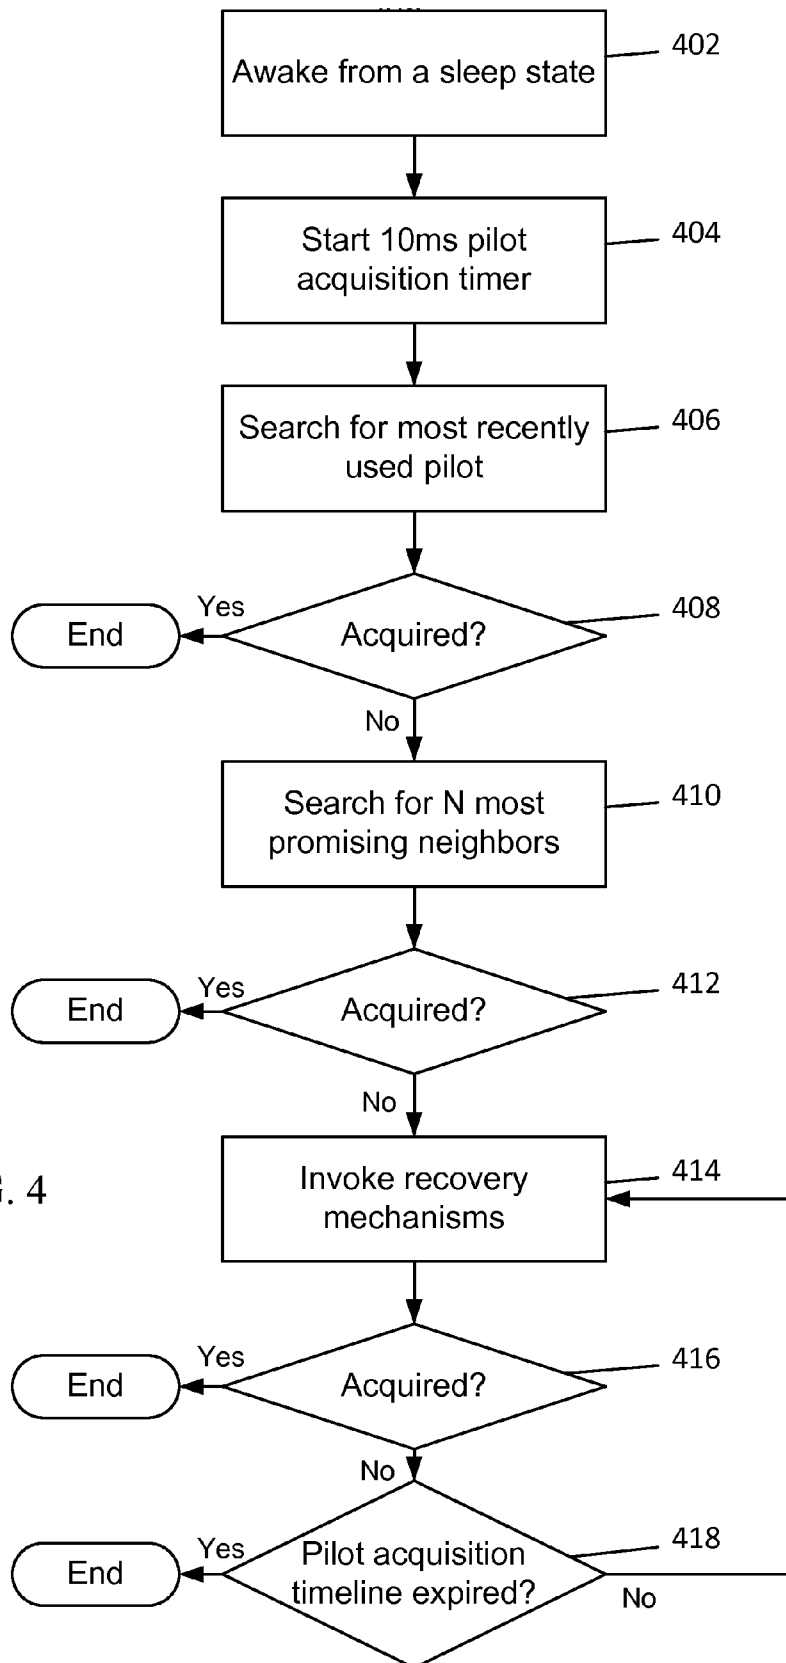 Awake from a sleep state
402
Start 10ms pilot
acquisition timer
404
Search for most recently
used pilot
406
Yes
End
Acquired?
408
No
Search for N most
promising neighbors
410
Yes
End
Acquired?
412
No
Invoke recovery
mechanisms
414
. 4
Yes
End
Acquired?
416
No
Yes
End
Pilot acquisition
timeline expired?
418
No